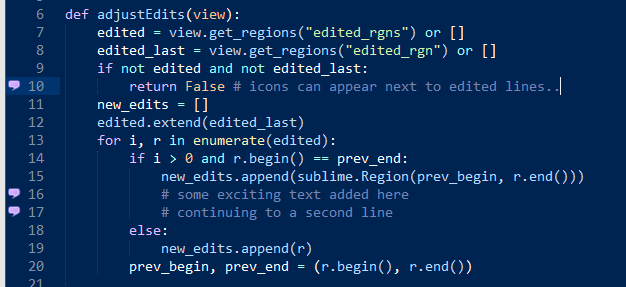 6 def adjustEdits(view):
7     edited = view.get_regions("edited_rgns") or []
8     edited_last = view.get_regions("edited_rgn") or []
9     if not edited and not edited_last:
10         return False # icons can appear next to edited lines..
11     new_edits = []
12     edited.extend(edited_last)
13     for i, r in enumerate(edited):
14         if i > 0 and r.begin() == prev_end:
15             new_edits.append(sublime.Region(prev_begin, r.end()))
16             # some exciting text added here
17             # continuing to a second line
18         else:
19             new_edits.append(r)
20         prev_begin, prev_end = (r.begin(), r.end())
21